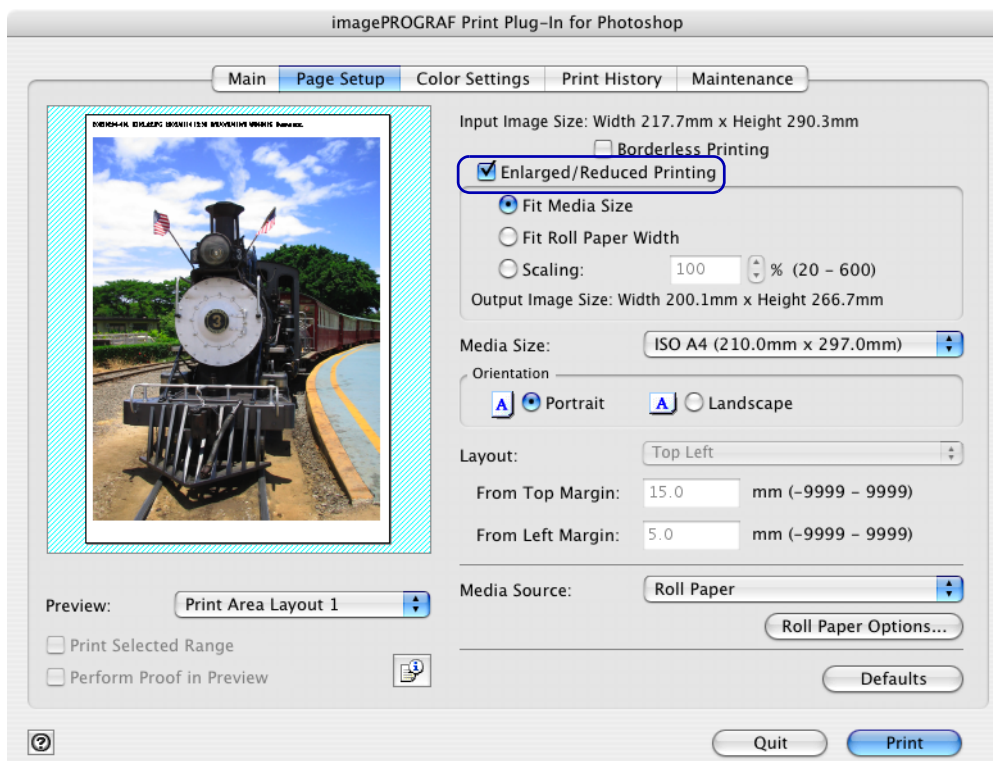 imagePROGRAF Print Plug-In for Photoshop
Main Page Setup Color Settings Print History Maintenance
Input Image Size: Width 217.7mm x Height 290.3mm
Borderless Printing
Enlarged/Reduced Printing
Fit Media Size
Fit Roll Paper Width
Scaling: 100 % (20 - 600)
Output Image Size: Width 200.1mm x Height 266.7mm
Media Size: ISO A4 (210.0mm x 297.0mm)
Orientation
A Portrait A Landscape
Layout: Top Left
From Top Margin: 15.0 mm (-9999 - 9999)
From Left Margin: 5.0 mm (-9999 - 9999)
Media Source: Roll Paper
Roll Paper Options...
Defaults
3
Preview: Print Area Layout 1
Print Selected Range
Perform Proof in Preview
? Quit Print